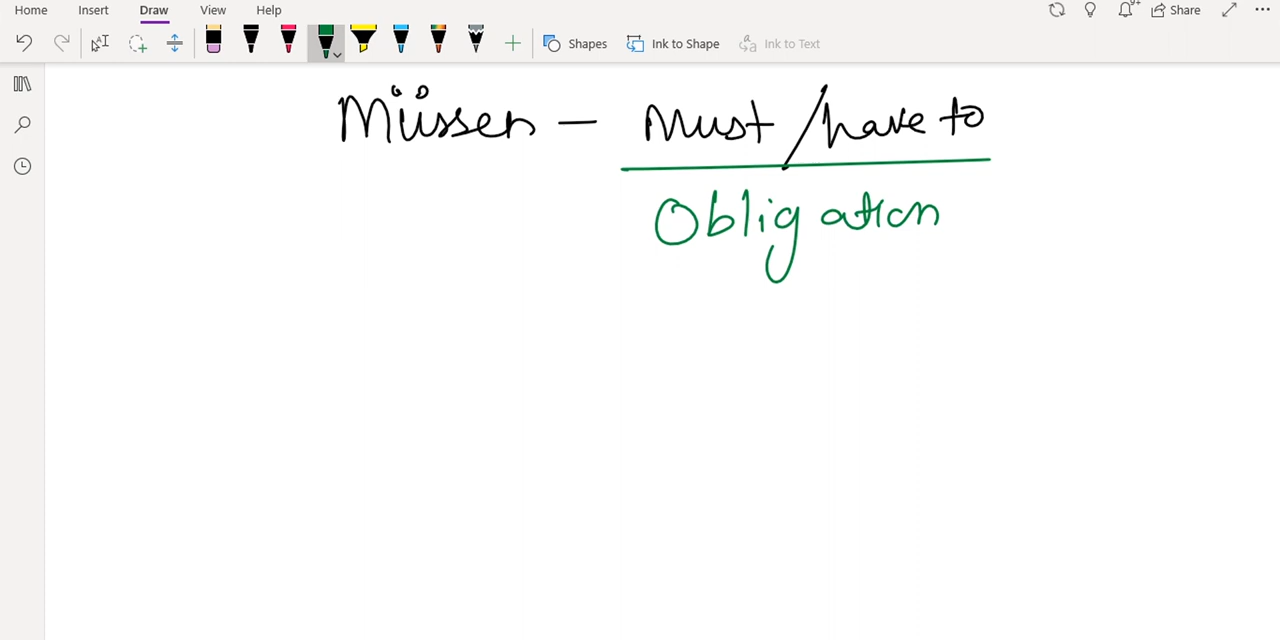 Home Insert Draw View Help Share
Shapes Ink to Shape Ink to Text
Müssen – Must /have to
Obligation